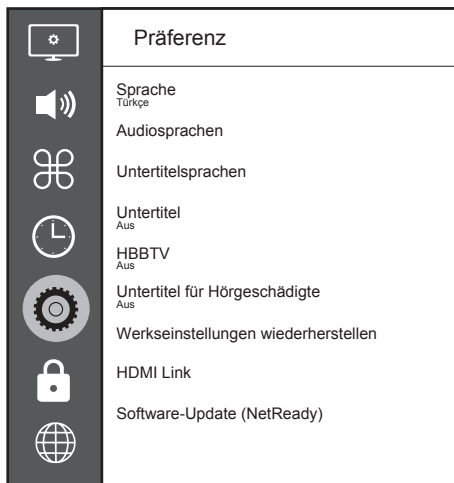 Präferenz
Sprache
Türkçe
Audiosprachen
Untertitelsprachen
Untertitel
Aus
HBBTV
Aus
Untertitel für Hörgeschädigte
Aus
Werkseinstellungen wiederherstellen
HDMI Link
Software-Update (NetReady)